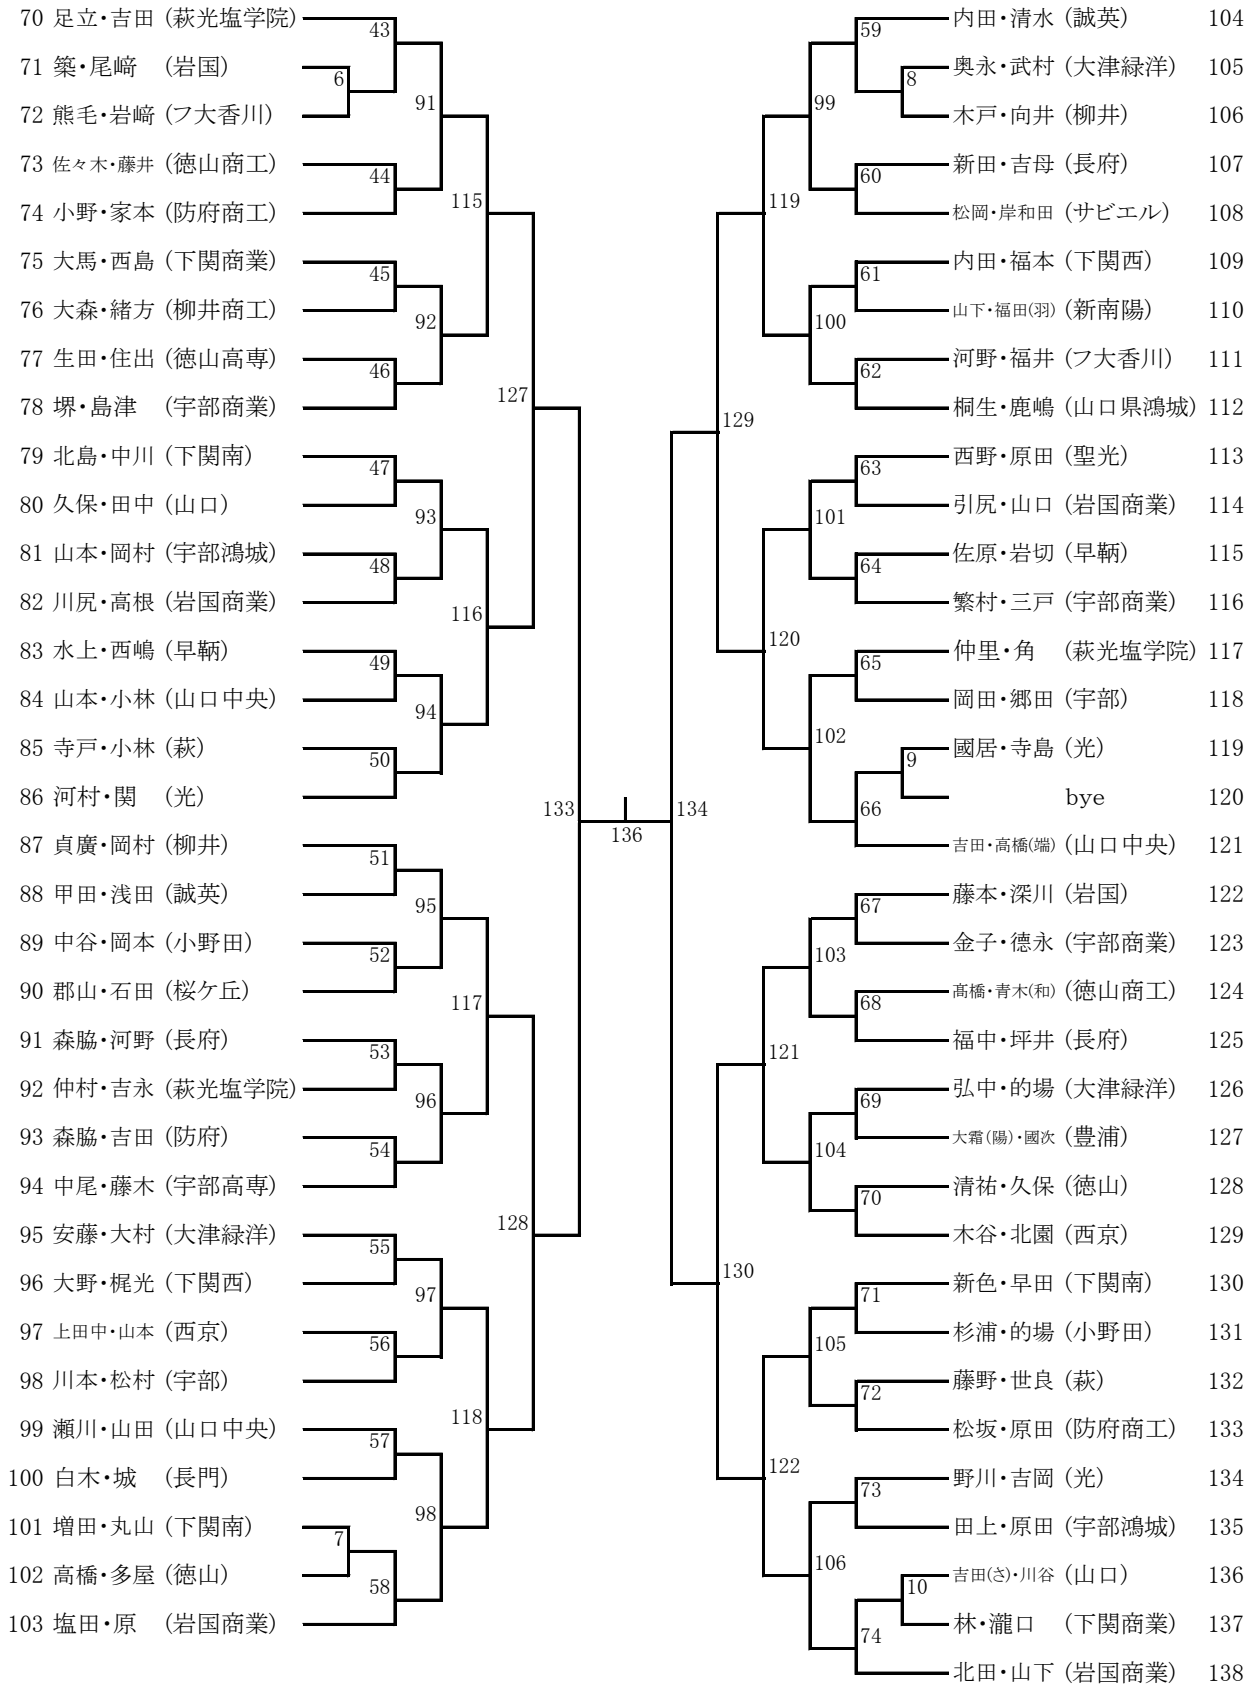 70 足立・吉田 (萩光塩学院)
43
71 築・尾﨑 (岩国)
6
72 熊毛・岩﨑 (フ大香川)
91
73 佐々木・藤井 (徳山商工)
44
74 小野・家本 (防府商工)
115
75 大馬・西島 (下関商業)
45
76 大森・緒方 (柳井商工)
92
77 生田・住出 (徳山高専)
46
78 堺・島津 (宇部商業)
127
79 北島・中川 (下関南)
47
80 久保・田中 (山口)
93
81 山本・岡村 (宇部鴻城)
48
82 川尻・高根 (岩国商業)
116
83 水上・西嶋 (早鞆)
49
84 山本・小林 (山口中央)
94
85 寺戸・小林 (萩)
50
86 河村・関 (光)
133
87 貞廣・岡村 (柳井)
51
88 甲田・浅田 (誠英)
95
89 中谷・岡本 (小野田)
52
90 郡山・石田 (桜ケ丘)
117
91 森脇・河野 (長府)
53
92 仲村・吉永 (萩光塩学院)
96
93 森脇・吉田 (防府)
54
94 中尾・藤木 (宇部高専)
128
95 安藤・大村 (大津緑洋)
55
96 大野・梶光 (下関西)
97
97 上田中・山本 (西京)
56
98 川本・松村 (宇部)
118
99 瀬川・山田 (山口中央)
57
100 白木・城 (長門)
98
101 増田・丸山 (下関南)
7
102 高橋・多屋 (徳山)
58
103 塩田・原 (岩国商業)
136
内田・清水 (誠英) 104
59
奥永・武村 (大津緑洋) 105
8
木戸・向井 (柳井) 106
99
新田・吉母 (長府) 107
60
松岡・岸和田 (サビエル) 108
119
内田・福本 (下関西) 109
61
山下・福田(羽) (新南陽) 110
100
河野・福井 (フ大香川) 111
62
桐生・鹿嶋 (山口県鴻城) 112
129
西野・原田 (聖光) 113
63
引尻・山口 (岩国商業) 114
101
佐原・岩切 (早鞆) 115
64
繁村・三戸 (宇部商業) 116
120
仲里・角 (萩光塩学院) 117
65
岡田・郷田 (宇部) 118
102
國居・寺島 (光) 119
9
bye 120
66
吉田・高橋(端) (山口中央) 121
134
藤本・深川 (岩国) 122
67
金子・德永 (宇部商業) 123
103
髙橋・青木(和) (徳山商工) 124
68
福中・坪井 (長府) 125
121
弘中・的場 (大津緑洋) 126
69
大霜(陽)・國次 (豊浦) 127
104
清祐・久保 (徳山) 128
70
木谷・北園 (西京) 129
130
新色・早田 (下関南) 130
71
杉浦・的場 (小野田) 131
105
藤野・世良 (萩) 132
72
松坂・原田 (防府商工) 133
122
野川・吉岡 (光) 134
73
田上・原田 (宇部鴻城) 135
106
吉田(さ)・川谷 (山口) 136
10
林・瀧口 (下関商業) 137
74
北田・山下 (岩国商業) 138